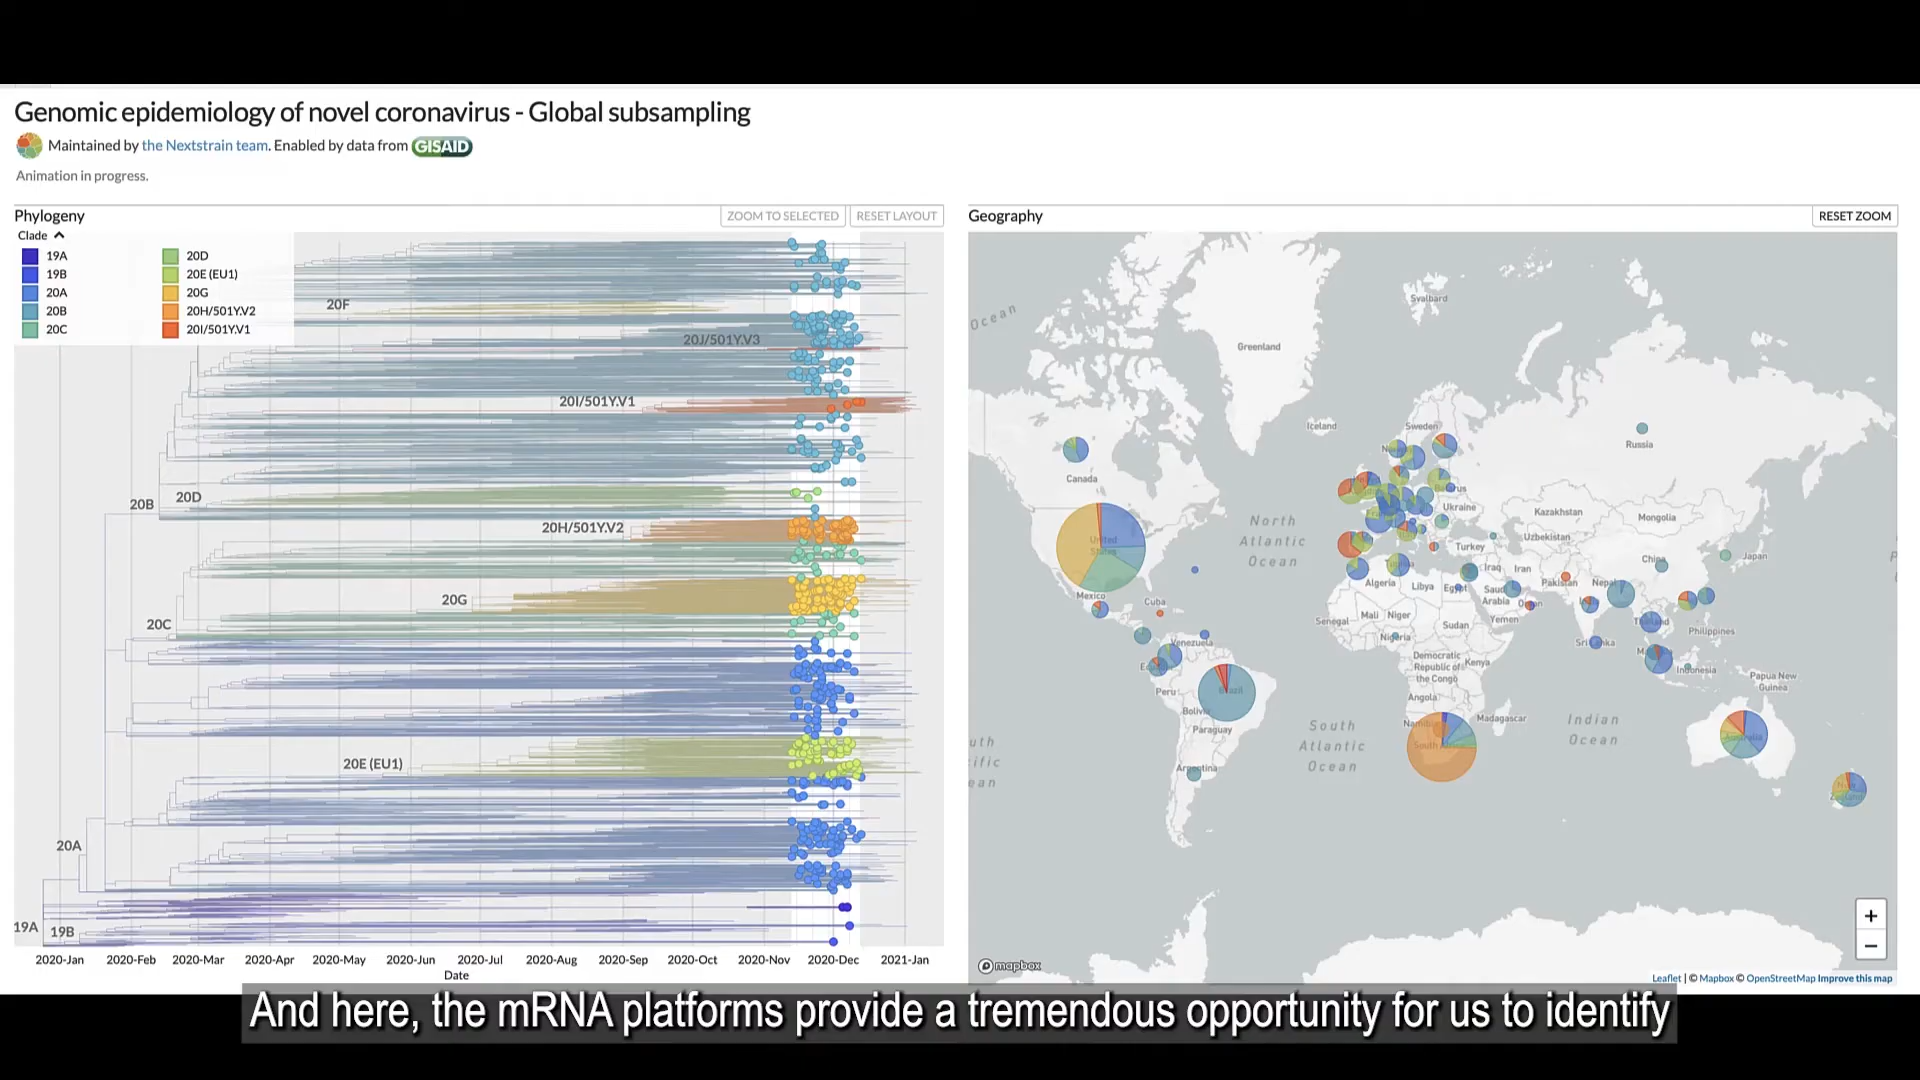 Genomic epidemiology of novel coronavirus - Global subsampling
Maintained by the Nextstrain team. Enabled by data from GISAID
Animation in progress.
Phylogeny
ZOOM TO SELECTED
RESET LAYOUT
Clade
19A
19B
20A
20B
20C
20D
20E (EU1)
20G
20H/501Y.V2
20I/501Y.V1
20F
20J/501Y.V3
20I/501Y.V1
20B
20D
20H/501Y.V2
20G
20C
20E (EU1)
20A
19A
19B
2020-Jan
2020-Feb
2020-Mar
2020-Apr
2020-May
2020-Jun
2020-Jul
2020-Aug
2020-Sep
2020-Oct
2020-Nov
2020-Dec
2021-Jan
Date
Geography
RESET ZOOM
Ocean
Svalbard
Greenland
Iceland
Sweden
Russia
Canada
Ukraine
Kazakhstan
Mongolia
North
Atlantic
Ocean
United
States
Turkey
Uzbekistan
China
Japan
Algeria
Libya
Egypt
Iraq
Iran
Pakistan
Nepal
Saudi
Arabia
Mexico
Cuba
Mali
Niger
Senegal
Sudan
Yemen
Nigeria
Thailand
Philippines
Venezuela
Sri Lanka
Democratic
Republic of
the Congo
Kenya
Indonesia
Papua New
Guinea
Peru
Brazil
Angola
Bolivia
Paraguay
Namibia
Madagascar
South
Atlantic
Ocean
Indian
Ocean
Australia
Argentina
mapbox
+
−
Leaflet | © Mapbox © OpenStreetMap Improve this map
And here, the mRNA platforms provide a tremendous opportunity for us to identify